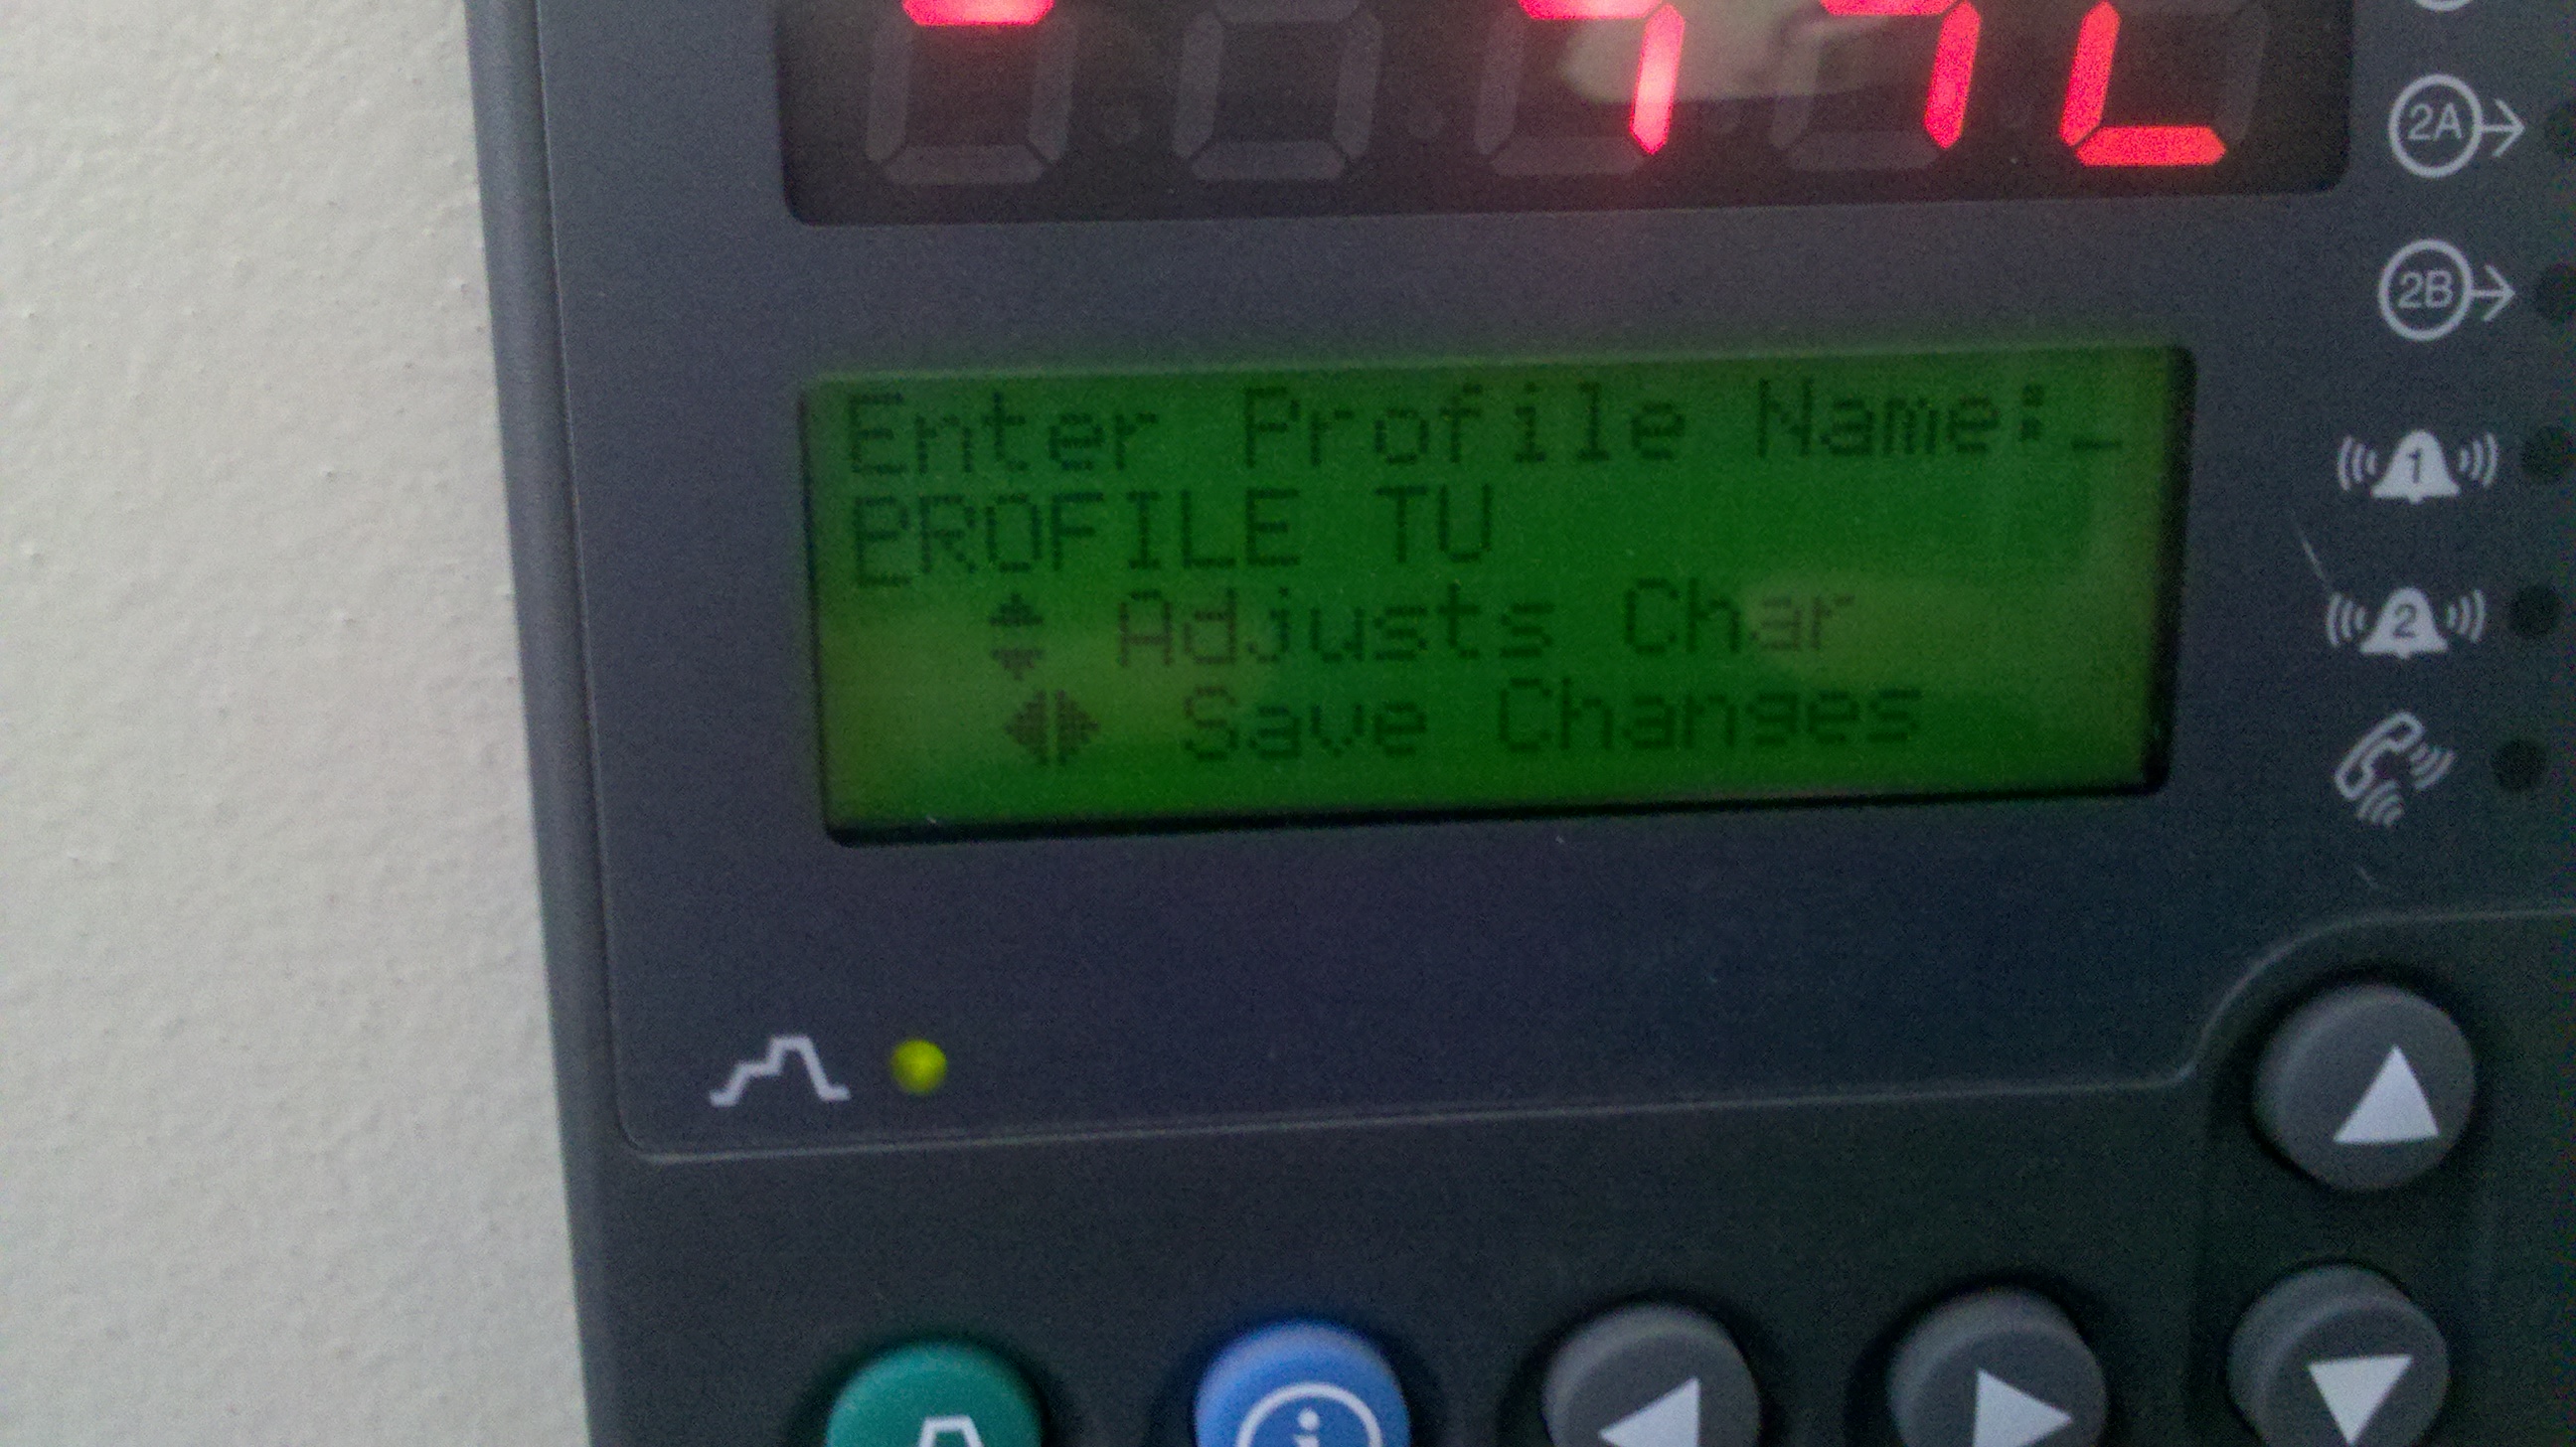 2A
2B
Enter Profile Name:_
PROFILE TU
Adjusts Char
Save Changes
1
2
i